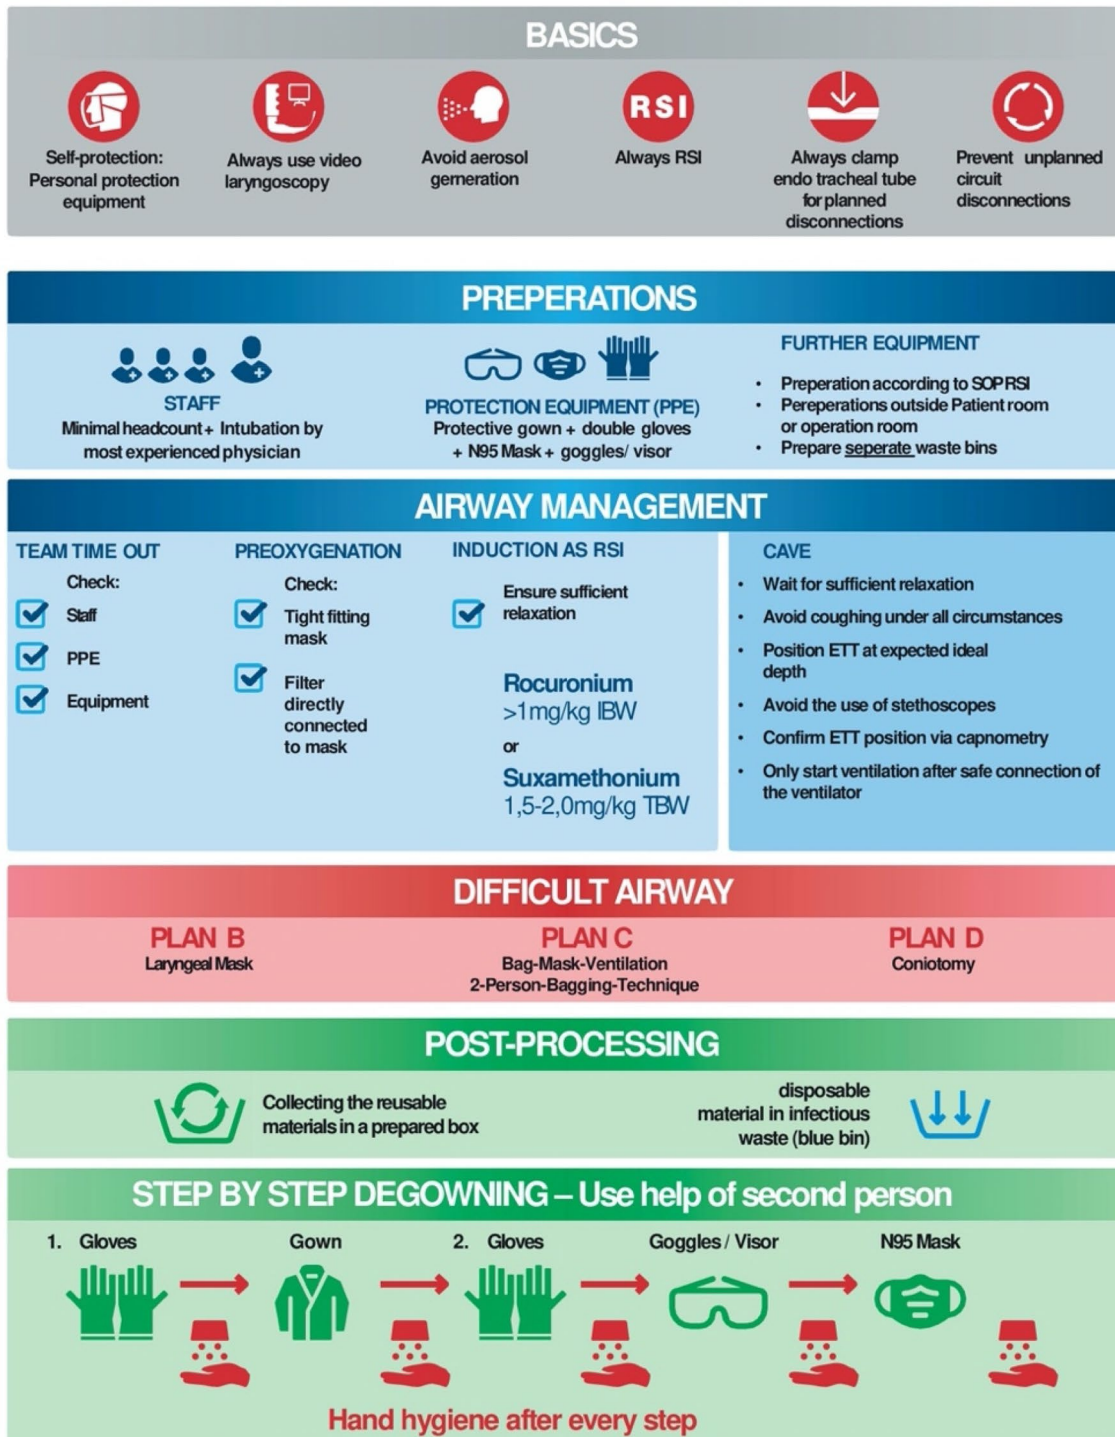 BASICS
Self-protection:
Personal protection
equipment
Always use video
laryngoscopy
Avoid aerosol
gerneration
RSI
Always RSI
Always clamp
endo tracheal tube
for planned
disconnections
Prevent unplanned
circuit
disconnections
PREPERATIONS
STAFF
Minimal headcount + Intubation by
most experienced physician
PROTECTION EQUIPMENT (PPE)
Protective gown + double gloves
+ N95 Mask + goggles/ visor
FURTHER EQUIPMENT
• Preperation according to SOP RSI
• Pereperations outside Patient room
or operation room
• Prepare seperate waste bins
AIRWAY MANAGEMENT
TEAM TIME OUT
Check:
Staff
PPE
Equipment
PREOXYGENATION
Check:
Tight fitting
mask
Filter
directly
connected
to mask
INDUCTION AS RSI
Ensure sufficient
relaxation
Rocuronium
>1mg/kg IBW
or
Suxamethonium
1,5-2,0mg/kg TBW
CAVE
• Wait for sufficient relaxation
• Avoid coughing under all circumstances
• Position ETT at expected ideal
depth
• Avoid the use of stethoscopes
• Confirm ETT position via capnometry
• Only start ventilation after safe connection of
the ventilator
DIFFICULT AIRWAY
PLAN B
Laryngeal Mask
PLAN C
Bag-Mask-Ventilation
2-Person-Bagging-Technique
PLAN D
Coniotomy
POST-PROCESSING
Collecting the reusable
materials in a prepared box
disposable
material in infectious
waste (blue bin)
STEP BY STEP DEGOWNING – Use help of second person
1. Gloves
Gown
2. Gloves
Goggles / Visor
N95 Mask
Hand hygiene after every step